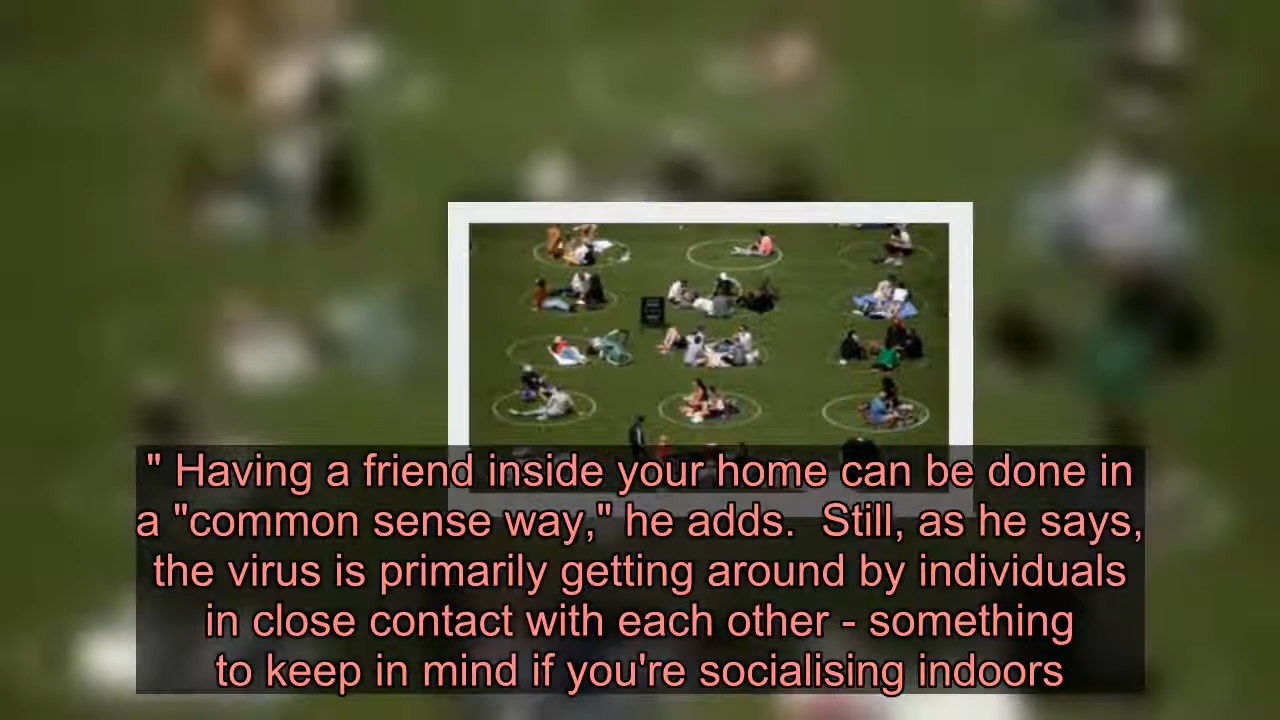 " Having a friend inside your home can be done in
a "common sense way," he adds.  Still, as he says,
the virus is primarily getting around by individuals
in close contact with each other - something
to keep in mind if you're socialising indoors